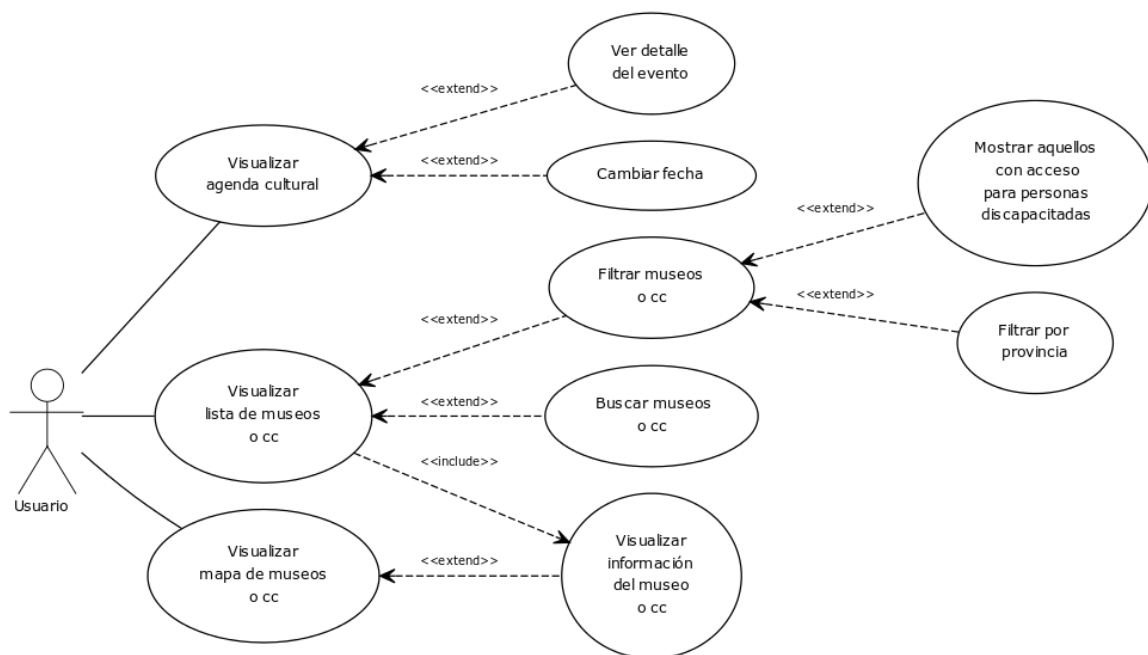 Ver detalle
del evento
<<extend>>
Visualizar
agenda cultural
<<extend>>
Cambiar fecha
Mostrar aquellos
con acceso
para personas
discapacitadas
<<extend>>
Filtrar museos
o cc
<<extend>>
Filtrar por
provincia
<<extend>>
Visualizar
lista de museos
o cc
<<extend>>
Buscar museos
o cc
<<include>>
Usuario
Visualizar
mapa de museos
o cc
<<extend>>
Visualizar
información
del museo
o cc